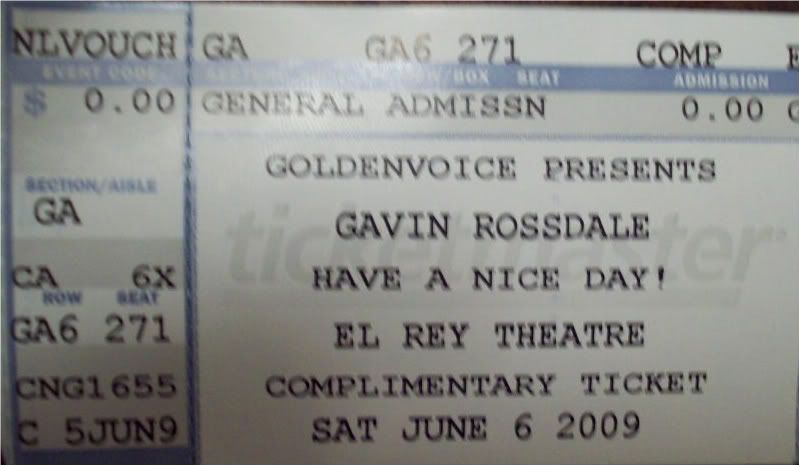 NLVOUCH GA GA6 271 COMP
EVENT CODE SECTION/AISLE ROW/BOX SEAT ADMISSION
$ 0.00 GENERAL ADMISSN 0.00
GOLDENVOICE PRESENTS
SECTION/AISLE
GA
GAVIN ROSSDALE
ticketmaster
CA 6X HAVE A NICE DAY!
ROW SEAT
GA6 271 EL REY THEATRE
CNG1655 COMPLIMENTARY TICKET
C 5JUN9 SAT JUNE 6 2009